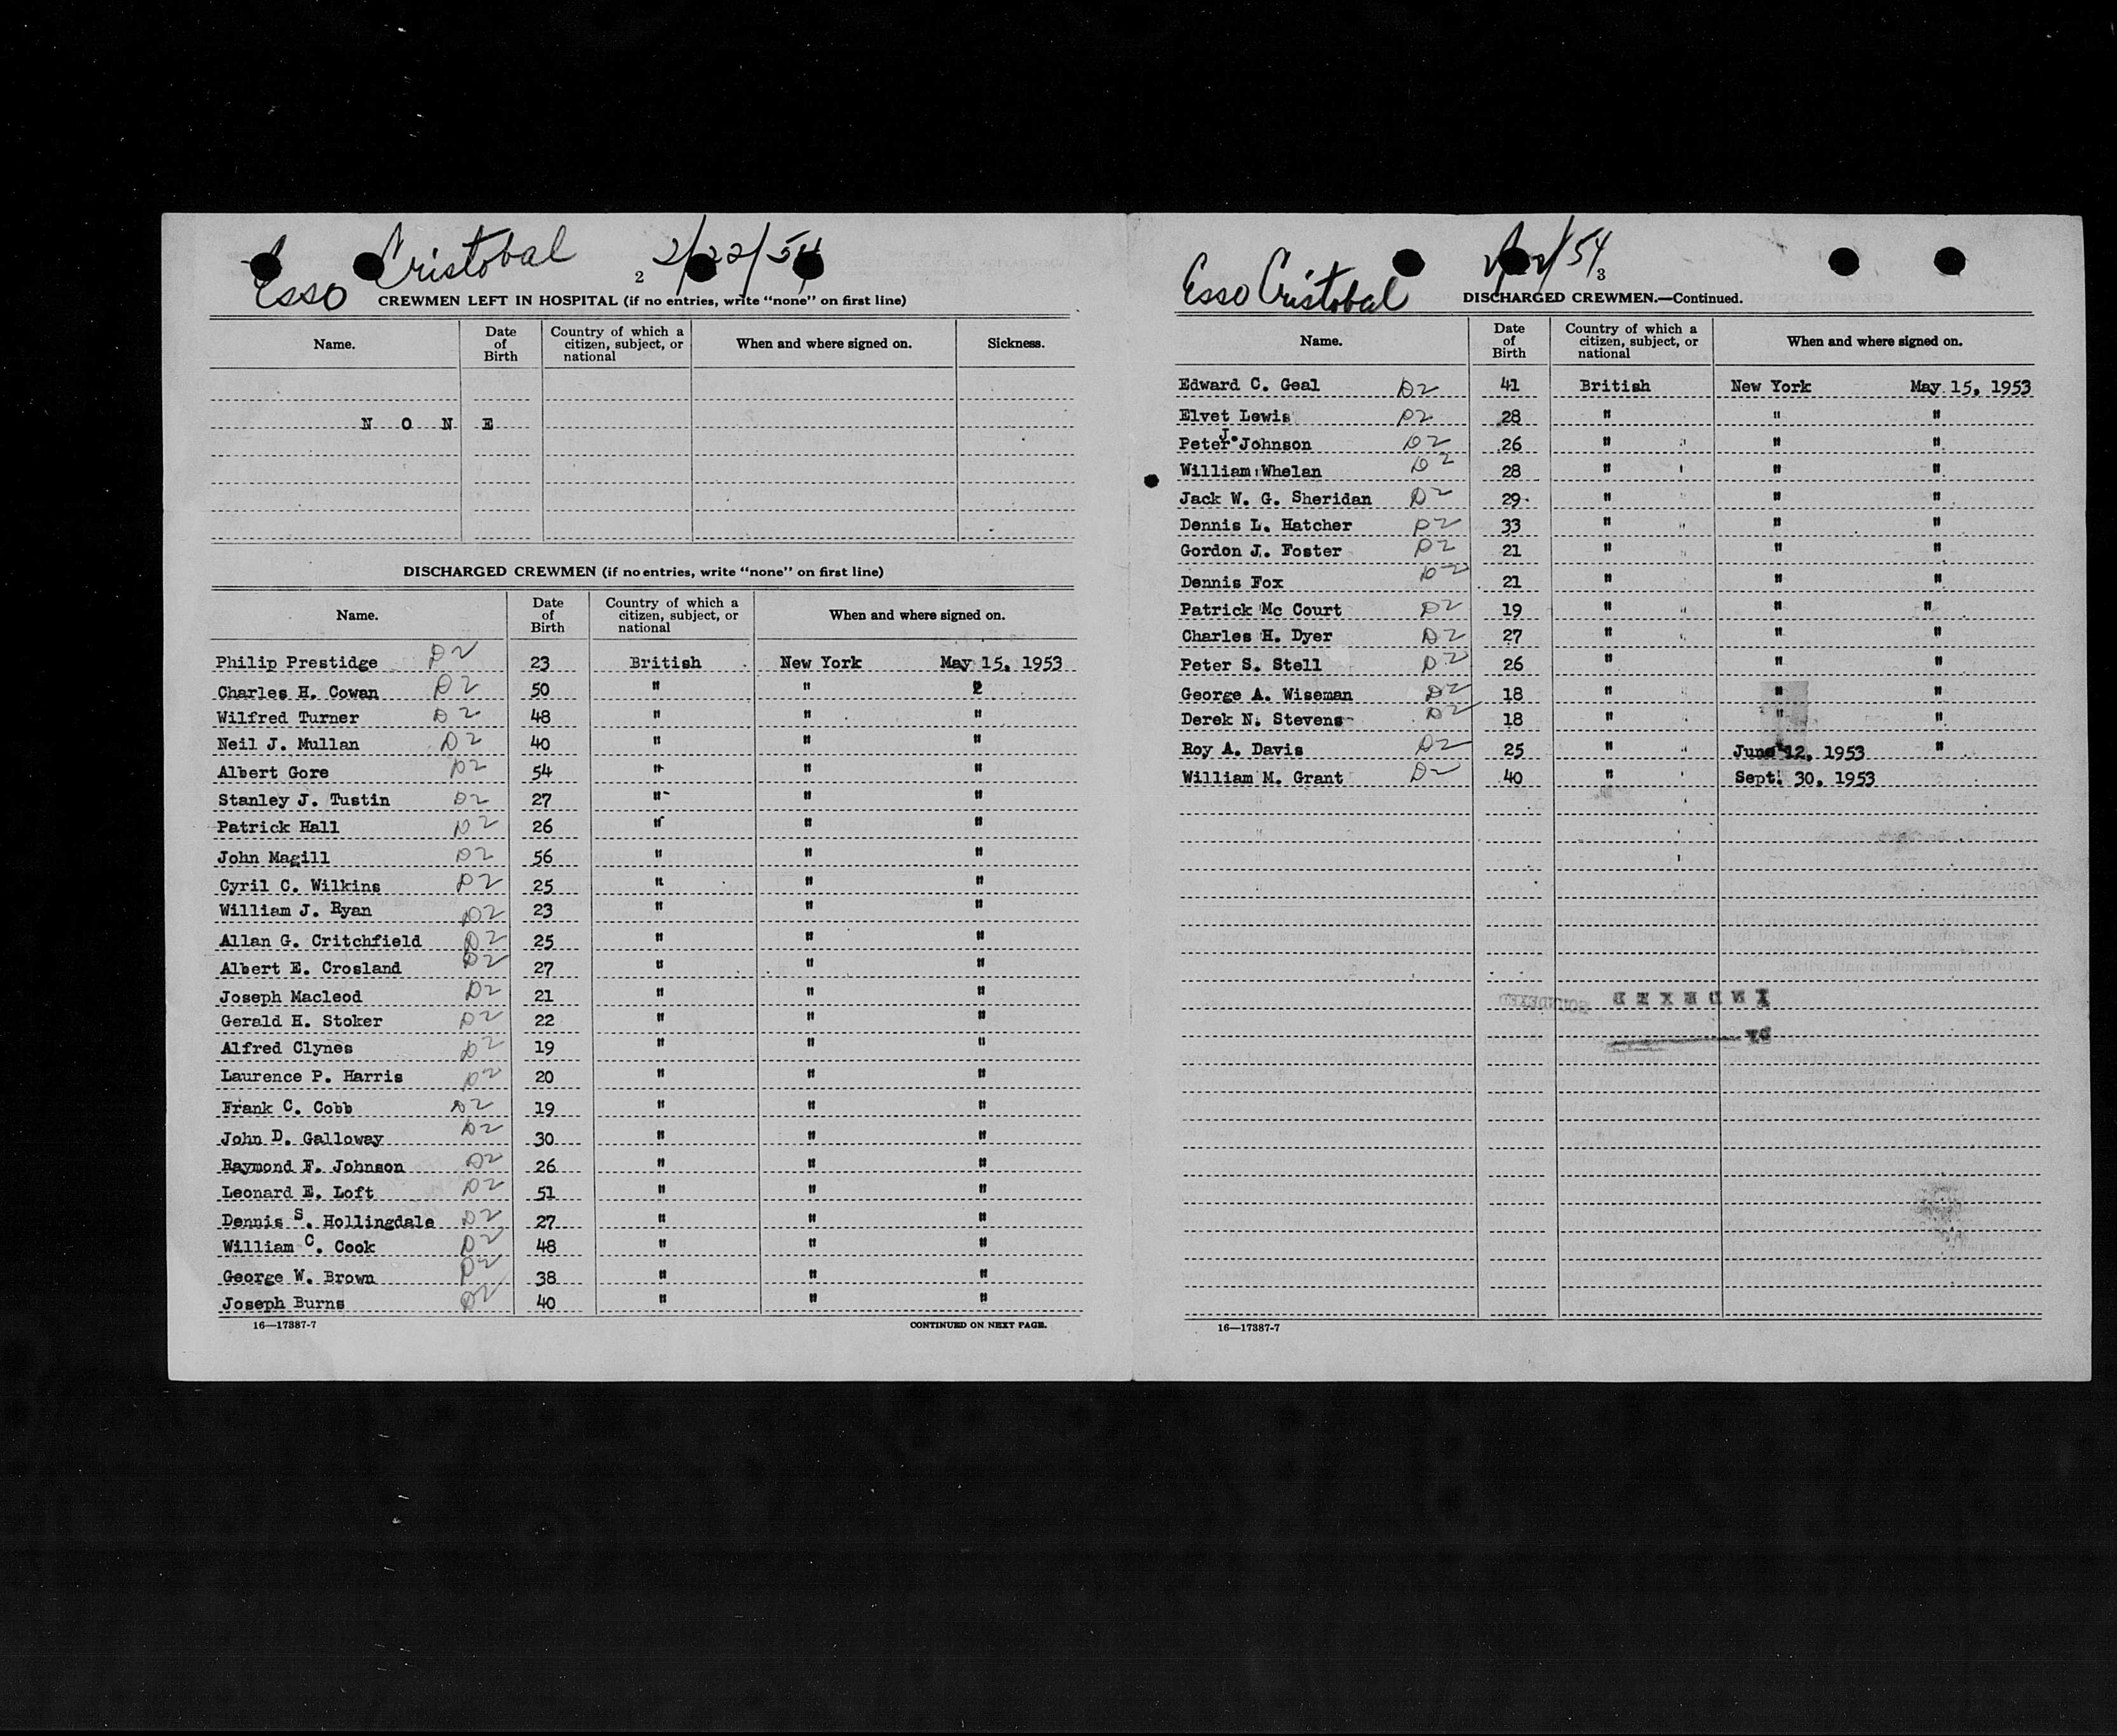 Esso Cristobal 2/22/54
2
CREWMEN LEFT IN HOSPITAL (if no entries, write "none" on first line)
Name. Date of Birth Country of which a citizen, subject, or national When and where signed on. Sickness.
N O N E
DISCHARGED CREWMEN (if no entries, write "none" on first line)
Name. Date of Birth Country of which a citizen, subject, or national When and where signed on.
Philip Prestidge D2 23 British New York May 15, 1953
Charles H. Cowan D2 50 " "
Wilfred Turner D2 48 " " "
Neil J. Mullan D2 40 " " "
Albert Gore D2 54 " " "
Stanley J. Tustin D2 27 " " "
Patrick Hall D2 26 " " "
John Magill D2 56 " " "
Cyril C. Wilkins D2 25 " " "
William J. Ryan D2 23 " " "
Allan G. Critchfield D2 25 " " "
Albert E. Crosland D2 27 " " "
Joseph Macleod D2 21 " " "
Gerald H. Stoker D2 22 " " "
Alfred Clynes D2 19 " " "
Laurence P. Harris D2 20 " " "
Frank C. Cobb D2 19 " " "
John D. Galloway D2 30 " " "
Raymond F. Johnson D2 26 " " "
Leonard E. Loft D2 51 " " "
Dennis S. Hollingdale D2 27 " " "
William C. Cook D2 48 " " "
George W. Brown D2 38 " " "
Joseph Burns D2 40 " " "
16—17387-7 CONTINUED ON NEXT PAGE.
Esso Cristobal
3
DISCHARGED CREWMEN.—Continued.
Name. Date of Birth Country of which a citizen, subject, or national When and where signed on.
Edward C. Geal D2 41 British New York May 15, 1953
Elvet Lewis D2 28 " " "
Peter J. Johnson D2 26 " " "
William Whelan D2 28 " " "
Jack W. G. Sheridan D2 29 " " "
Dennis L. Hatcher D2 33 " " "
Gordon J. Foster D2 21 " " "
Dennis Fox D2 21 " " "
Patrick Mc Court D2 19 " " "
Charles H. Dyer D2 27 " " "
Peter S. Stell D2 26 " " "
George A. Wiseman D2 18 " " "
Derek N. Stevens D2 18 " " "
Roy A. Davis D2 25 " June 12, 1953 "
William M. Grant D2 40 " Sept. 30, 1953
INDEXED
16—17387-7